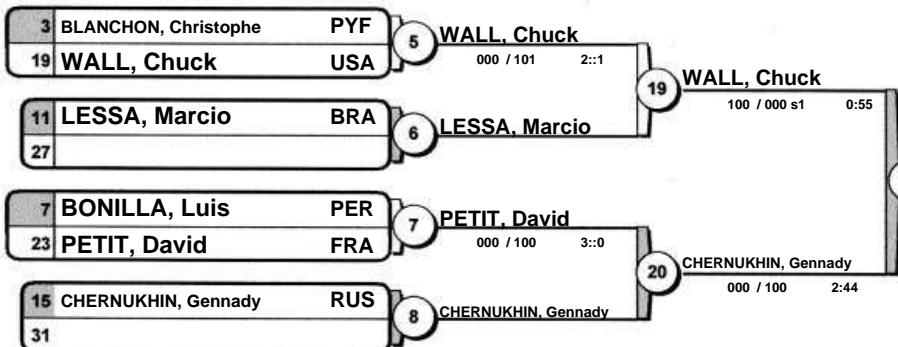 3 BLANCHON, Christophe PYF
19 WALL, Chuck USA
5
WALL, Chuck
000 / 101 2::1
11 LESSA, Marcio BRA
27
6
LESSA, Marcio
19
WALL, Chuck
100 / 000 s1 0:55
7 BONILLA, Luis PER
23 PETIT, David FRA
7
PETIT, David
000 / 100 3::0
15 CHERNUKHIN, Gennady RUS
31
8
CHERNUKHIN, Gennady
20
CHERNUKHIN, Gennady
000 / 100 2:44